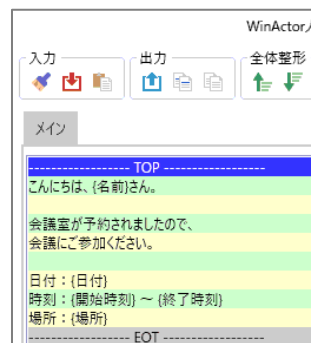 WinActor
入力 出力 全体整形
メイン
----------------- TOP -----------------
こんにちは、{名前}さん。
会議室が予約されましたので、
会議にご参加ください。
日付：{日付}
時刻：{開始時刻} ～ {終了時刻}
場所：{場所}
----------------- EOT -----------------